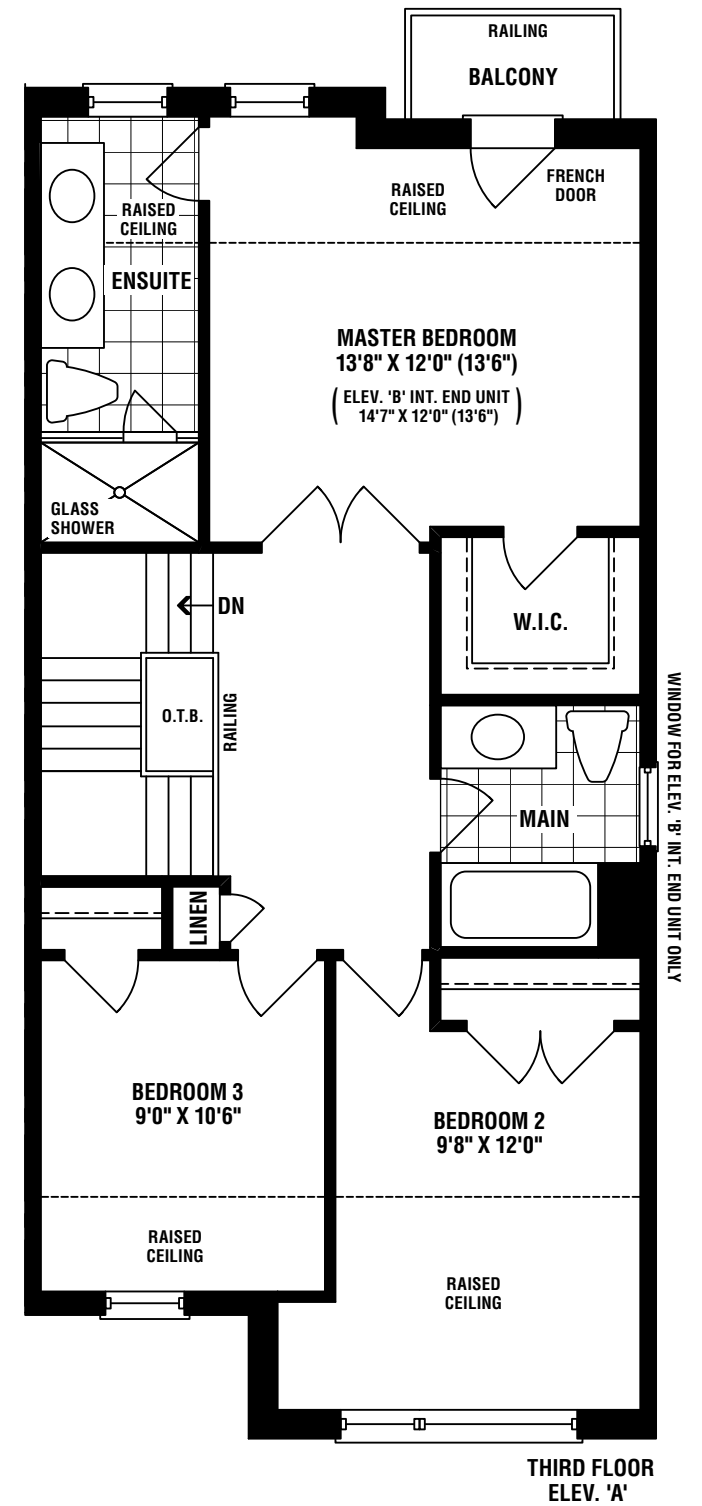 RAILING
BALCONY
FRENCH
DOOR
RAISED
CEILING
RAISED
CEILING
ENSUITE
MASTER BEDROOM
13'8" X 12'0" (13'6")
( ELEV. 'B' INT. END UNIT )
14'7" X 12'0" (13'6")
GLASS
SHOWER
DN
W.I.C.
O.T.B.
RAILING
WINDOW FOR ELEV. 'B' INT. END UNIT ONLY
MAIN
LINEN
BEDROOM 3
9'0" X 10'6"
BEDROOM 2
9'8" X 12'0"
RAISED
CEILING
RAISED
CEILING
THIRD FLOOR
ELEV. 'A'